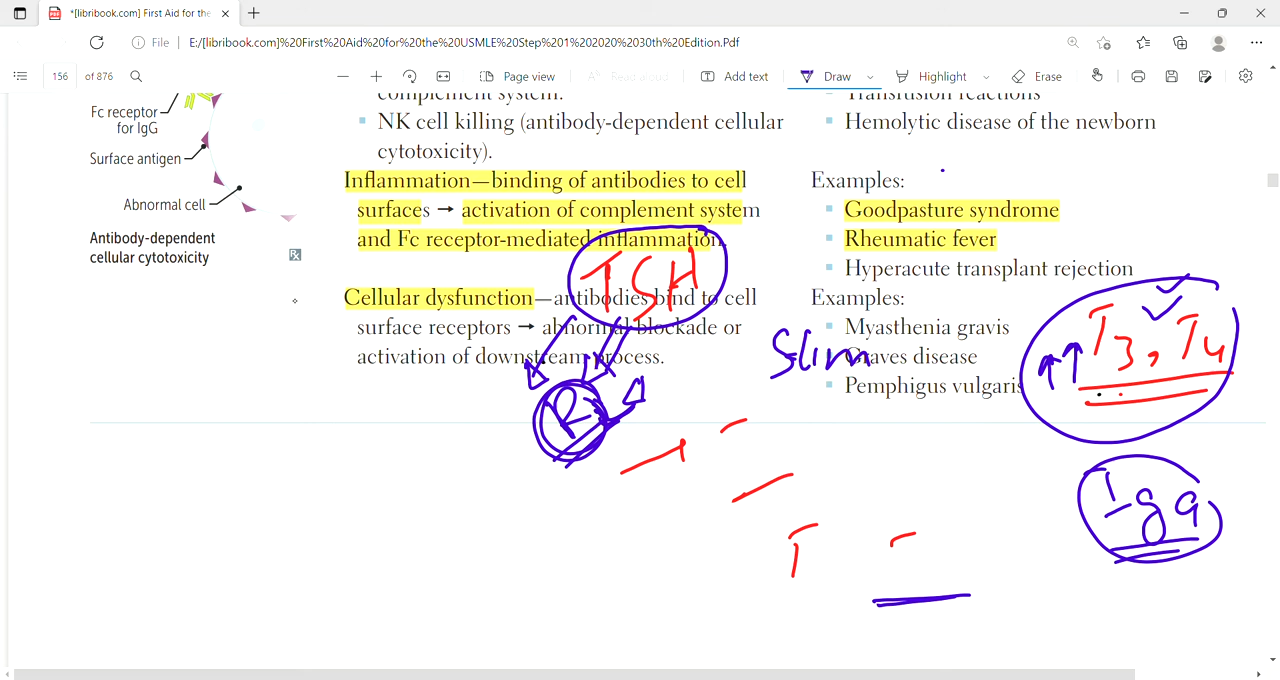 *[libribook.com] First Aid for the
File
E:/[libribook.com]%20First%20Aid%20for%20the%20USMLE%20Step%201%202020%2030th%20Edition.Pdf
156 of 876
Page view
Read aloud
Add text
Draw
Highlight
Erase
Fc receptor
for IgG
Surface antigen
Abnormal cell
Antibody-dependent
cellular cytotoxicity
complement system.
NK cell killing (antibody-dependent cellular
cytotoxicity).
Inflammation—binding of antibodies to cell
surfaces → activation of complement system
and Fc receptor-mediated inflammation.
Cellular dysfunction—antibodies bind to cell
surface receptors → abnormal blockade or
activation of downstream process.
Transfusion reactions
Hemolytic disease of the newborn
Examples:
Goodpasture syndrome
Rheumatic fever
Hyperacute transplant rejection
Examples:
Myasthenia gravis
Graves disease
Pemphigus vulgaris
TSH
R
Slim
T3, T4